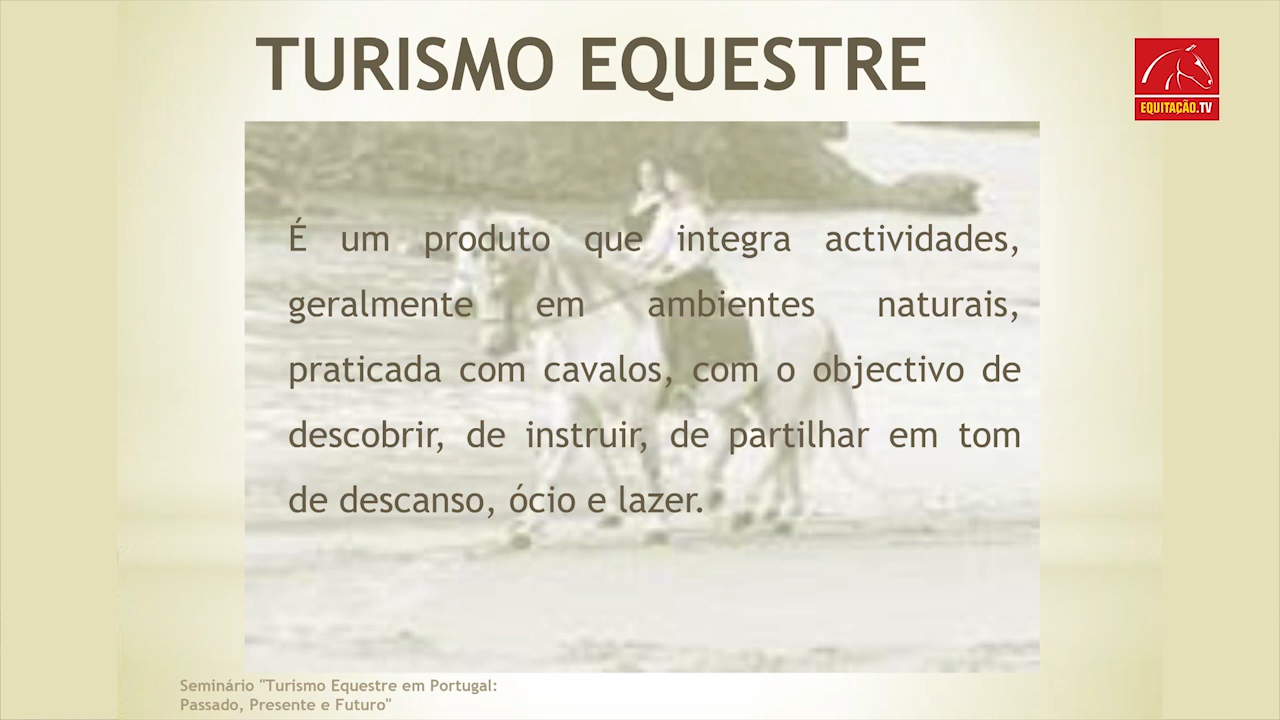 TURISMO EQUESTRE
EQUITAÇÃO.TV
É um produto que integra actividades,
geralmente em ambientes naturais,
praticada com cavalos, com o objectivo de
descobrir, de instruir, de partilhar em tom
de descanso, ócio e lazer.
Seminário "Turismo Equestre em Portugal:
Passado, Presente e Futuro"